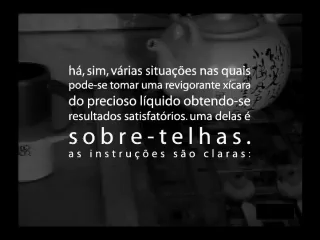 há, sim, várias situações nas quais
pode-se tomar uma revigorante xícara
do precioso líquido obtendo-se
resultados satisfatórios. uma delas é
sobre-telhas.
as instruções são claras: